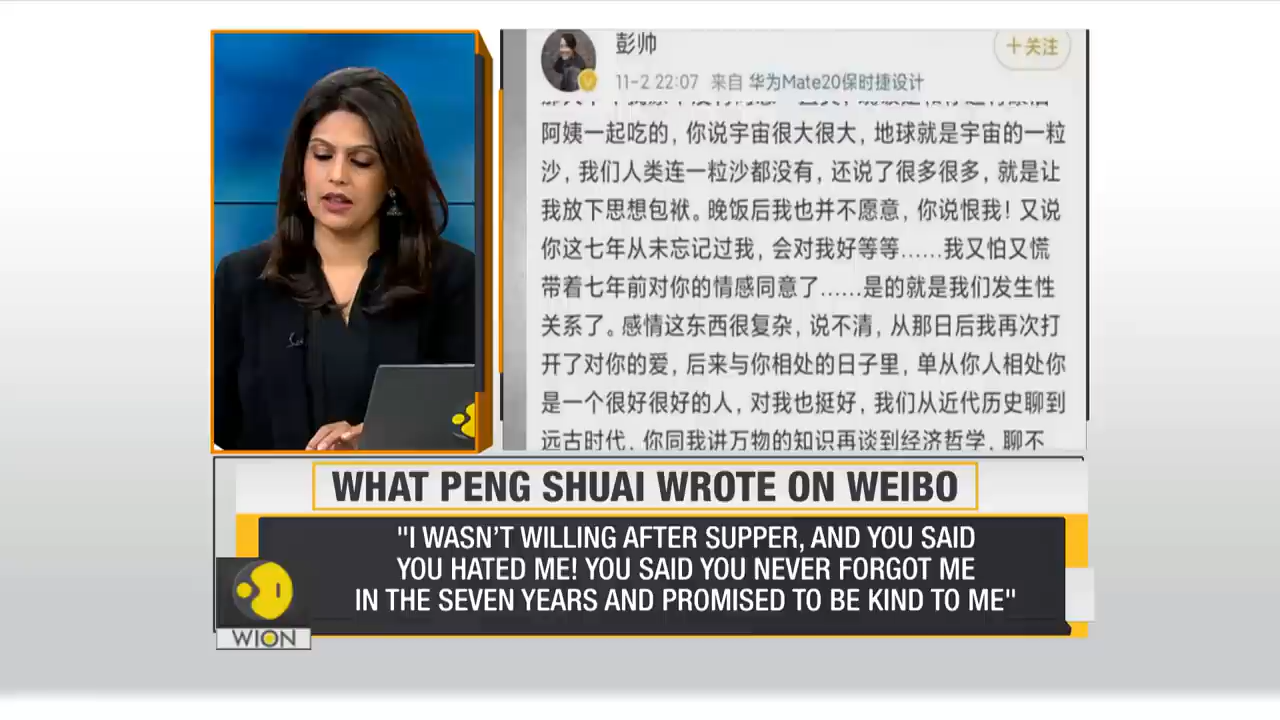 彭帅
+关注
11-2 22:07 来自 华为Mate20保时捷设计
阿姨一起吃的，你说宇宙很大很大，地球就是宇宙的一粒
沙，我们人类连一粒沙都没有，还说了很多很多，就是让
我放下思想包袱。晚饭后我也并不愿意，你说恨我！又说
你这七年从未忘记过我，会对我好等等……我又怕又慌
带着七年前对你的情感同意了……是的就是我们发生性
关系了。感情这东西很复杂，说不清，从那日后我再次打
开了对你的爱，后来与你相处的日子里，单从你人相处你
是一个很好很好的人，对我也挺好，我们从近代历史聊到
远古时代，你同我讲万物的知识再谈到经济哲学，聊不
WHAT PENG SHUAI WROTE ON WEIBO
"I WASN'T WILLING AFTER SUPPER, AND YOU SAID
YOU HATED ME! YOU SAID YOU NEVER FORGOT ME
IN THE SEVEN YEARS AND PROMISED TO BE KIND TO ME"
WION